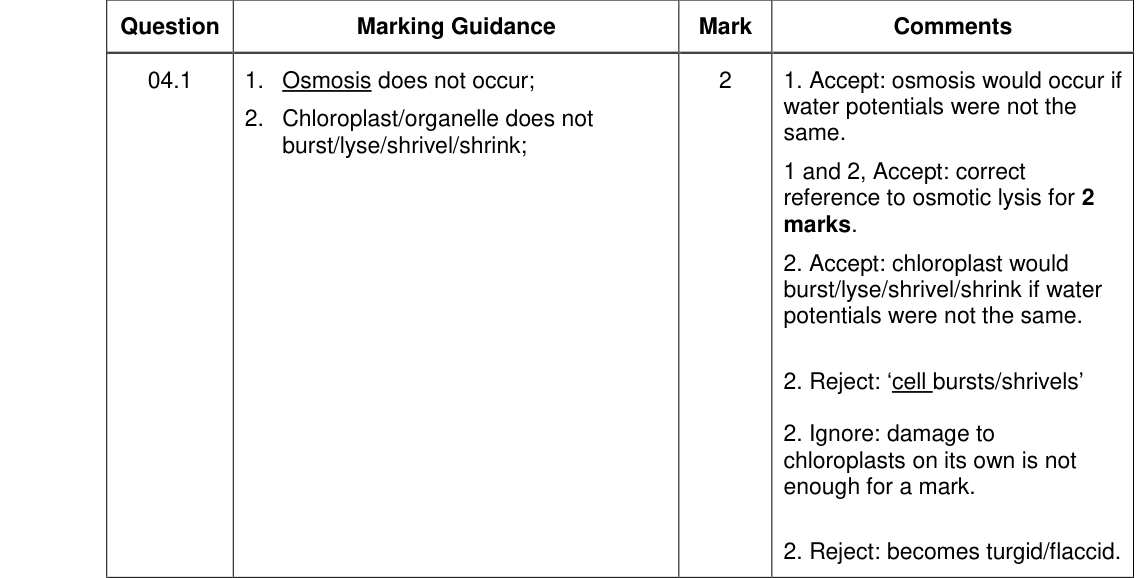 Question Marking Guidance Mark Comments
04.1 1. Osmosis does not occur; 2
2. Chloroplast/organelle does not
burst/lyse/shrivel/shrink;
1. Accept: osmosis would occur if
water potentials were not the
same.
1 and 2, Accept: correct
reference to osmotic lysis for 2
marks.
2. Accept: chloroplast would
burst/lyse/shrivel/shrink if water
potentials were not the same.
2. Reject: ‘cell bursts/shrivels’
2. Ignore: damage to
chloroplasts on its own is not
enough for a mark.
2. Reject: becomes turgid/flaccid.